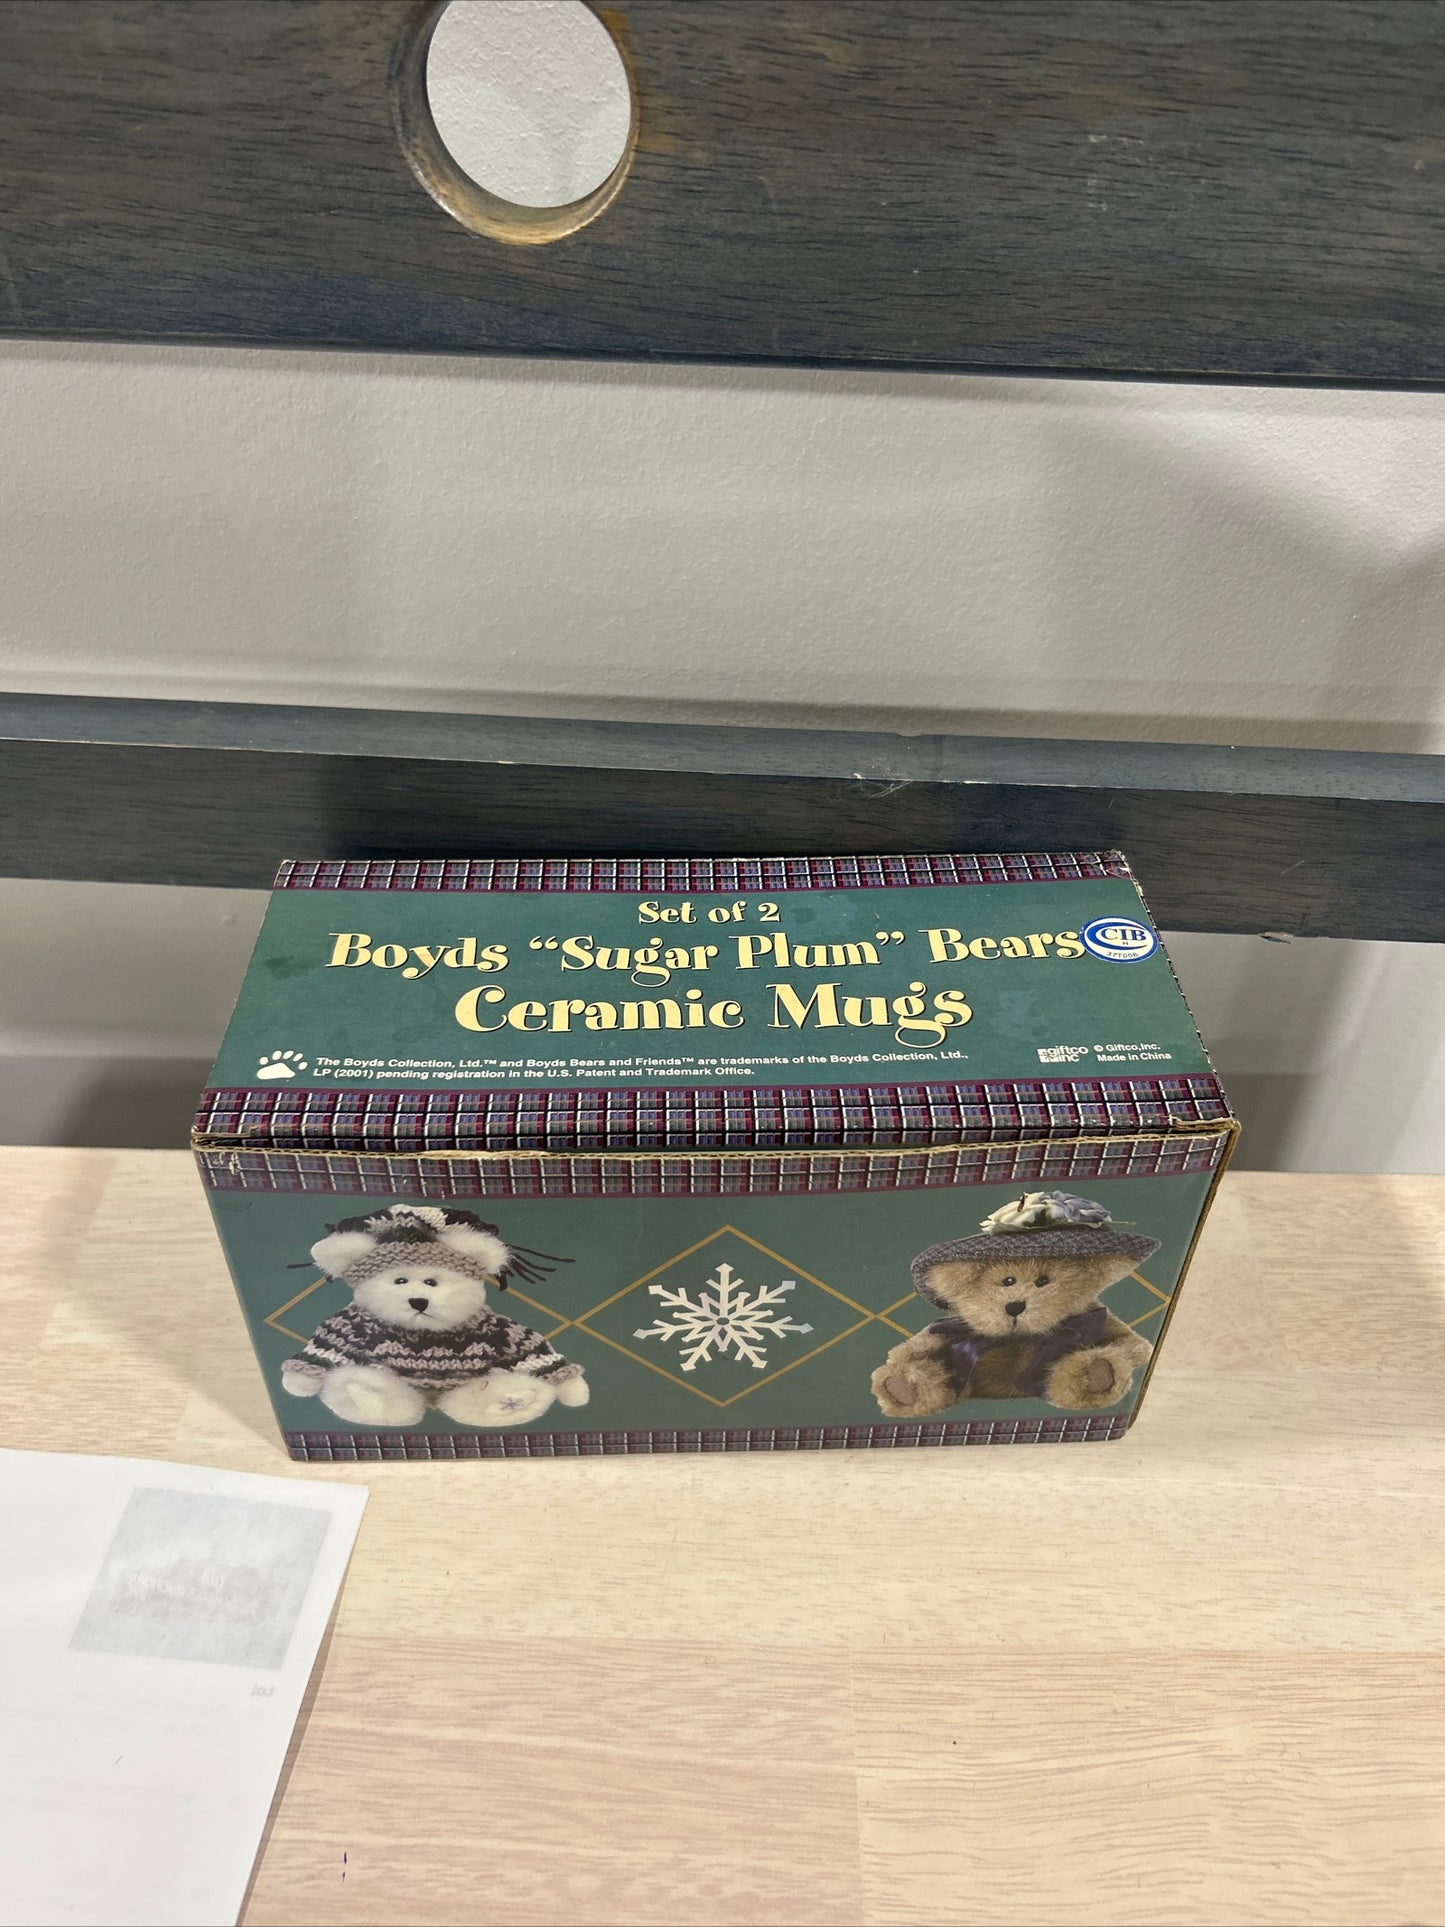 Set of 2
Boyds “Sugar Plum” Bears
Ceramic Mugs
CIB
H
37T006
The Boyds Collection, Ltd.™ and Boyds Bears and Friends™ are trademarks of the Boyds Collection, Ltd.,
LP (2001) pending registration in the U.S. Patent and Trademark Office.
giftco inc
© Giftco, Inc.
Made in China